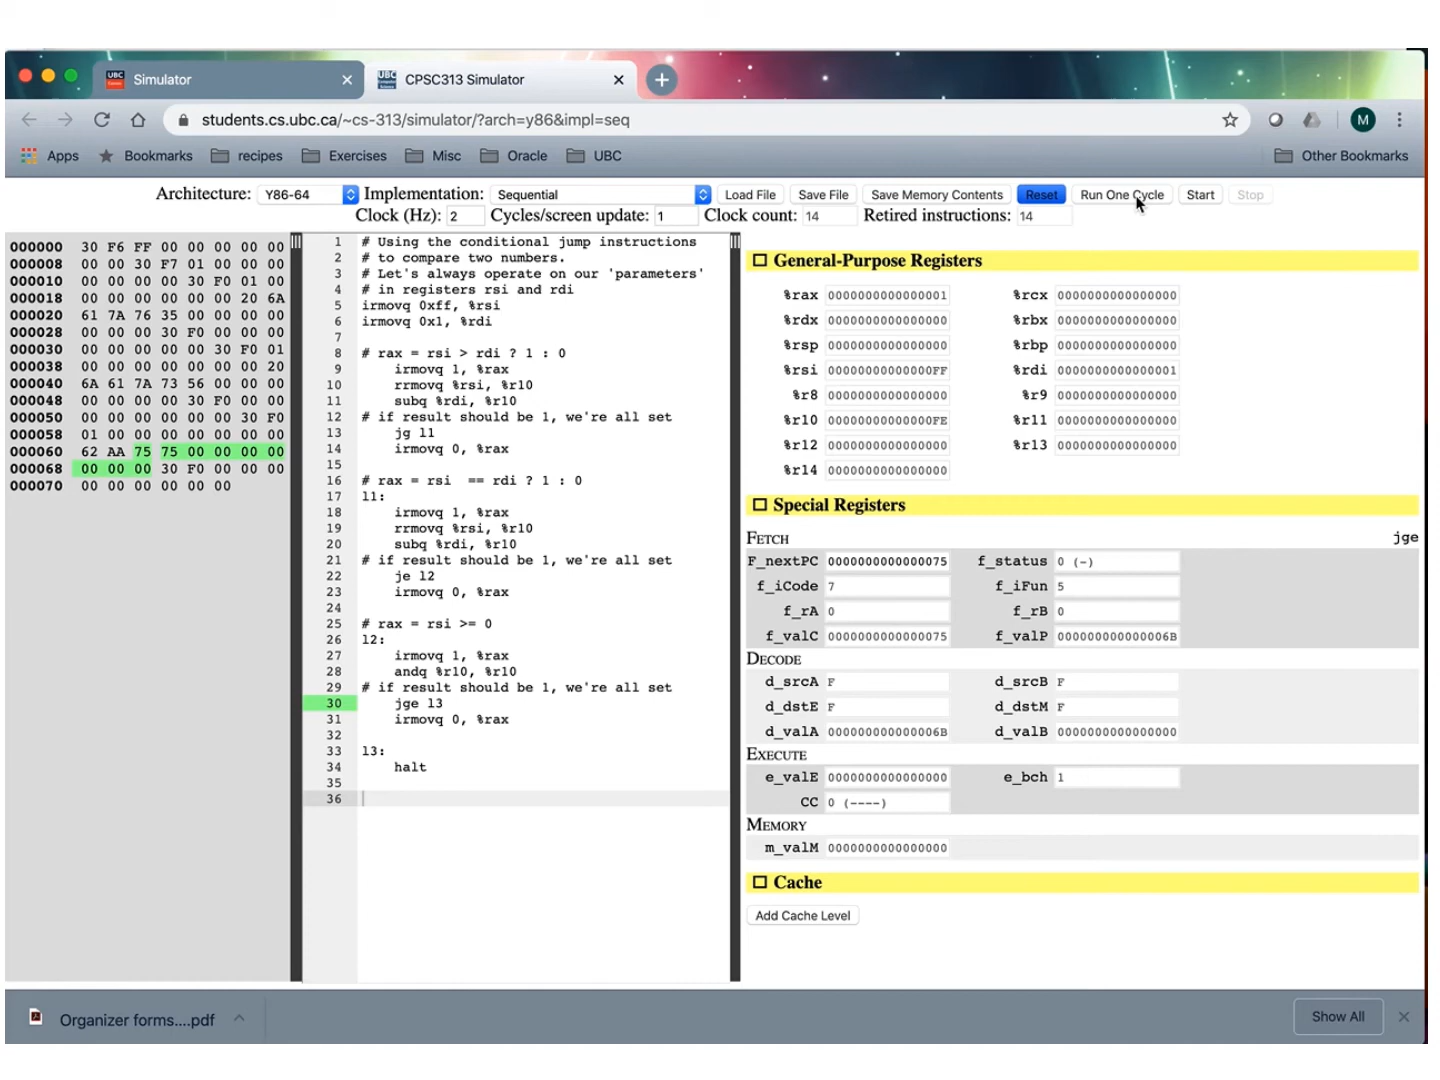 Simulator
CPSC313 Simulator
students.cs.ubc.ca/~cs-313/simulator/?arch=y86&impl=seq
M
Apps Bookmarks recipes Exercises Misc Oracle UBC Other Bookmarks
Architecture: Y86-64 Implementation: Sequential Load File Save File Save Memory Contents Reset Run One Cycle Start Stop
Clock (Hz): 2 Cycles/screen update: 1 Clock count: 14 Retired instructions: 14
000000 30 F6 FF 00 00 00 00 00
000008 00 00 30 F7 01 00 00 00
000010 00 00 00 00 30 F0 01 00
000018 00 00 00 00 00 00 20 6A
000020 61 7A 76 35 00 00 00 00
000028 00 00 00 30 F0 00 00 00
000030 00 00 00 00 00 30 F0 01
000038 00 00 00 00 00 00 00 20
000040 6A 61 7A 73 56 00 00 00
000048 00 00 00 00 30 F0 00 00
000050 00 00 00 00 00 00 30 F0
000058 01 00 00 00 00 00 00 00
000060 62 AA 75 75 00 00 00 00
000068 00 00 00 30 F0 00 00 00
000070 00 00 00 00 00 00
1 # Using the conditional jump instructions
2 # to compare two numbers.
3 # Let's always operate on our 'parameters'
4 # in registers rsi and rdi
5 irmovq 0xff, %rsi
6 irmovq 0x1, %rdi
7
8 # rax = rsi > rdi ? 1 : 0
9 irmovq 1, %rax
10 rrmovq %rsi, %r10
11 subq %rdi, %r10
12 # if result should be 1, we're all set
13 jg l1
14 irmovq 0, %rax
15
16 # rax = rsi == rdi ? 1 : 0
17 l1:
18 irmovq 1, %rax
19 rrmovq %rsi, %r10
20 subq %rdi, %r10
21 # if result should be 1, we're all set
22 je l2
23 irmovq 0, %rax
24
25 # rax = rsi >= 0
26 l2:
27 irmovq 1, %rax
28 andq %r10, %r10
29 # if result should be 1, we're all set
30 jge l3
31 irmovq 0, %rax
32
33 l3:
34 halt
35
36
General-Purpose Registers
%rax 0000000000000001 %rcx 0000000000000000
%rdx 0000000000000000 %rbx 0000000000000000
%rsp 0000000000000000 %rbp 0000000000000000
%rsi 00000000000000FF %rdi 0000000000000001
%r8 0000000000000000 %r9 0000000000000000
%r10 00000000000000FE %r11 0000000000000000
%r12 0000000000000000 %r13 0000000000000000
%r14 0000000000000000
Special Registers
FETCH jge
F_nextPC 0000000000000075 f_status 0 (-)
f_iCode 7 f_iFun 5
f_rA 0 f_rB 0
f_valC 0000000000000075 f_valP 000000000000006B
DECODE
d_srcA F d_srcB F
d_dstE F d_dstM F
d_valA 000000000000006B d_valB 0000000000000000
EXECUTE
e_valE 0000000000000000 e_bch 1
CC 0 (----)
MEMORY
m_valM 0000000000000000
Cache
Add Cache Level
Organizer forms....pdf
Show All